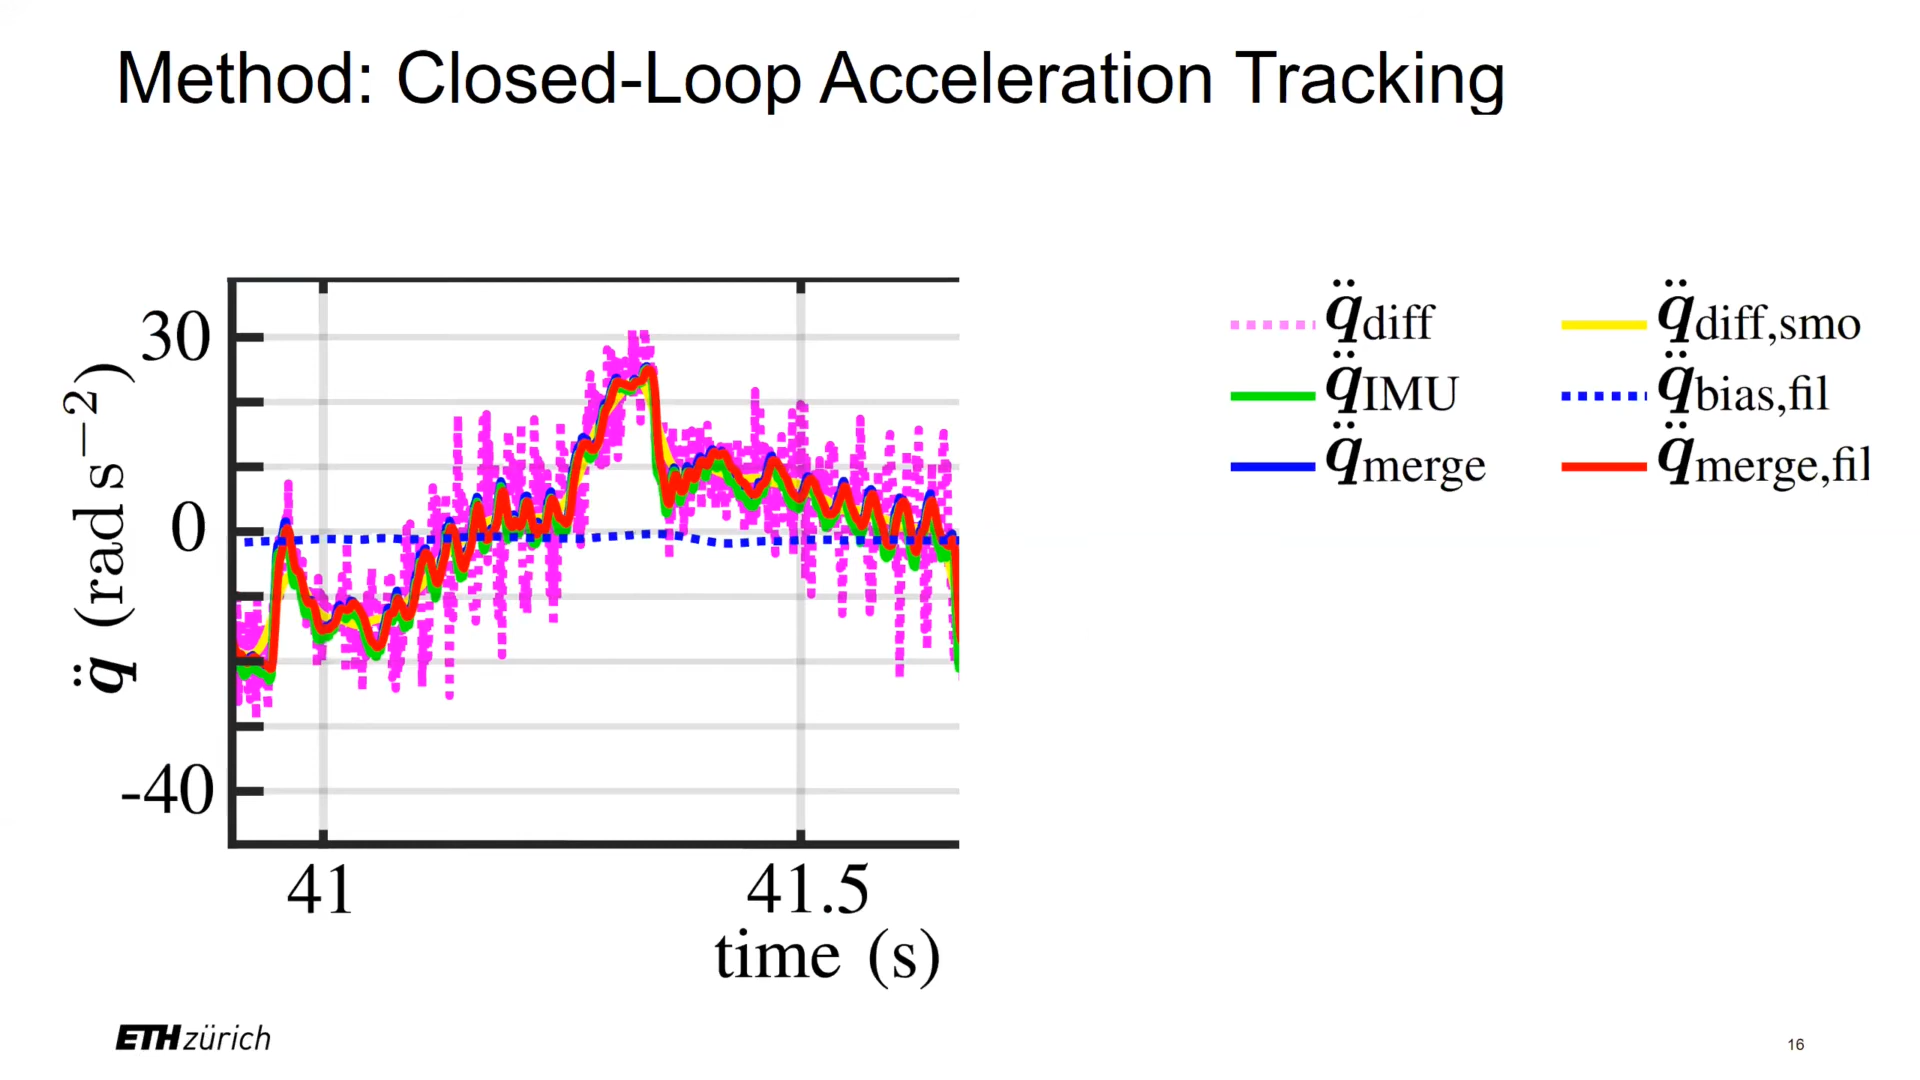 Method: Closed-Loop Acceleration Tracking
30
0
-40
q̈ (rad s⁻²)
41
41.5
time (s)
q̈diff
q̈diff,smo
q̈IMU
q̈bias,fil
q̈merge
q̈merge,fil
ETH zürich
16